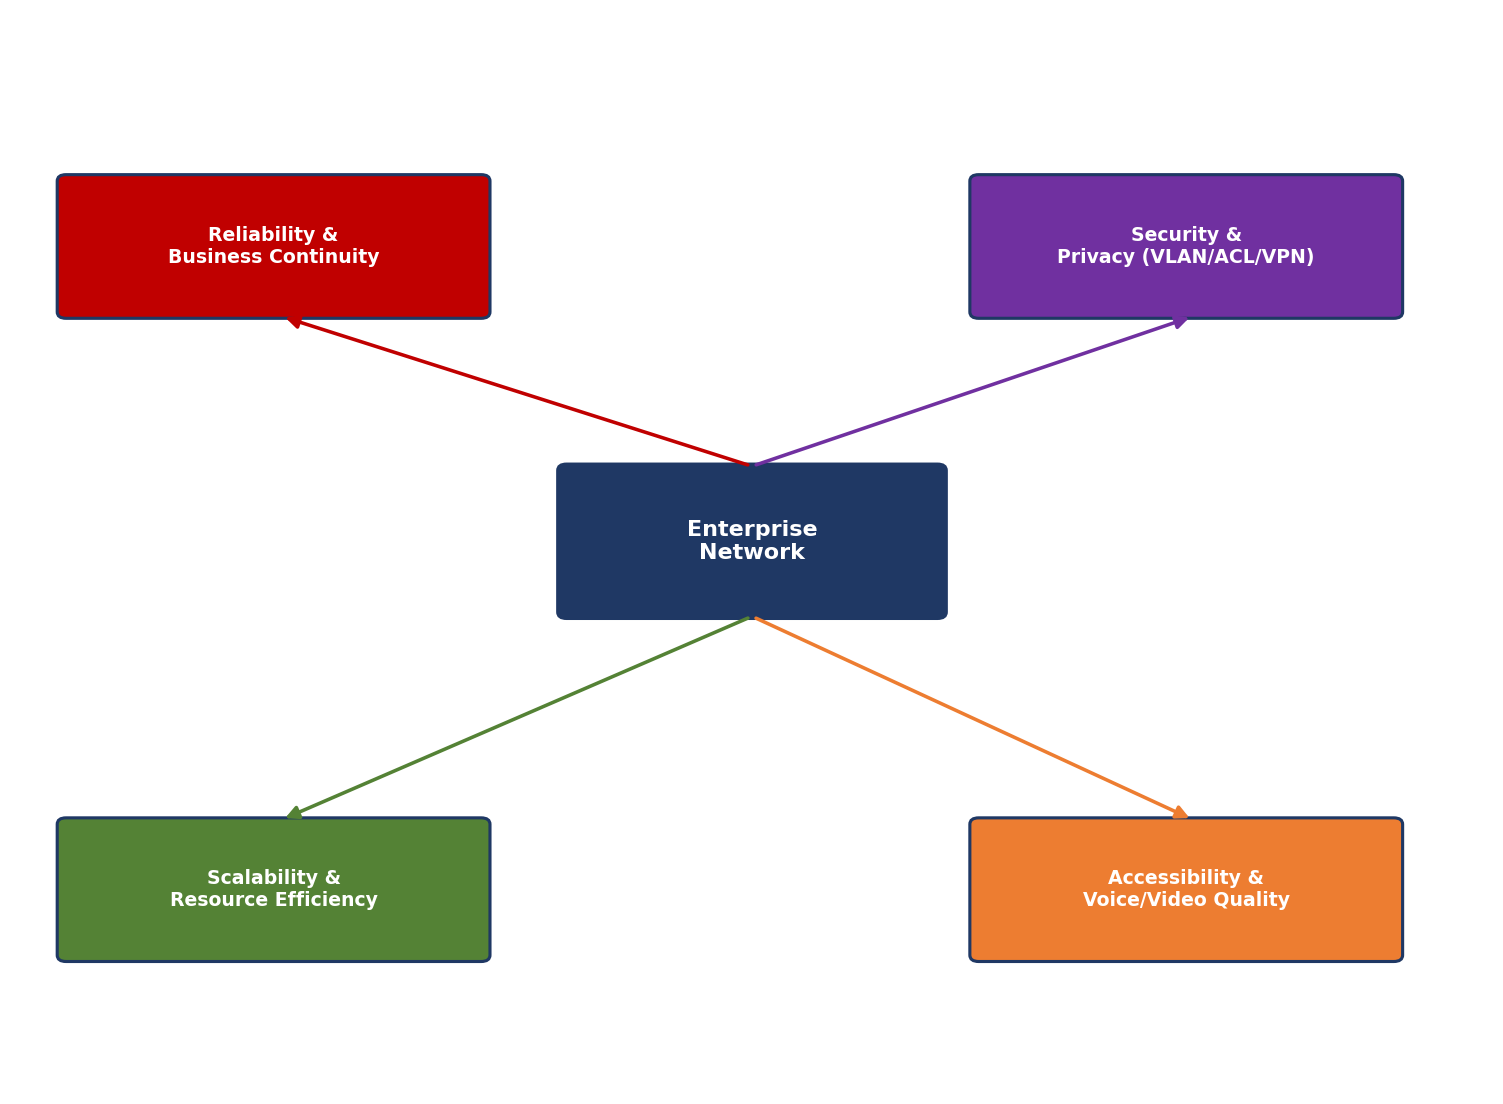 Reliability &
Business Continuity
Security &
Privacy (VLAN/ACL/VPN)
Enterprise
Network
Scalability &
Resource Efficiency
Accessibility &
Voice/Video Quality